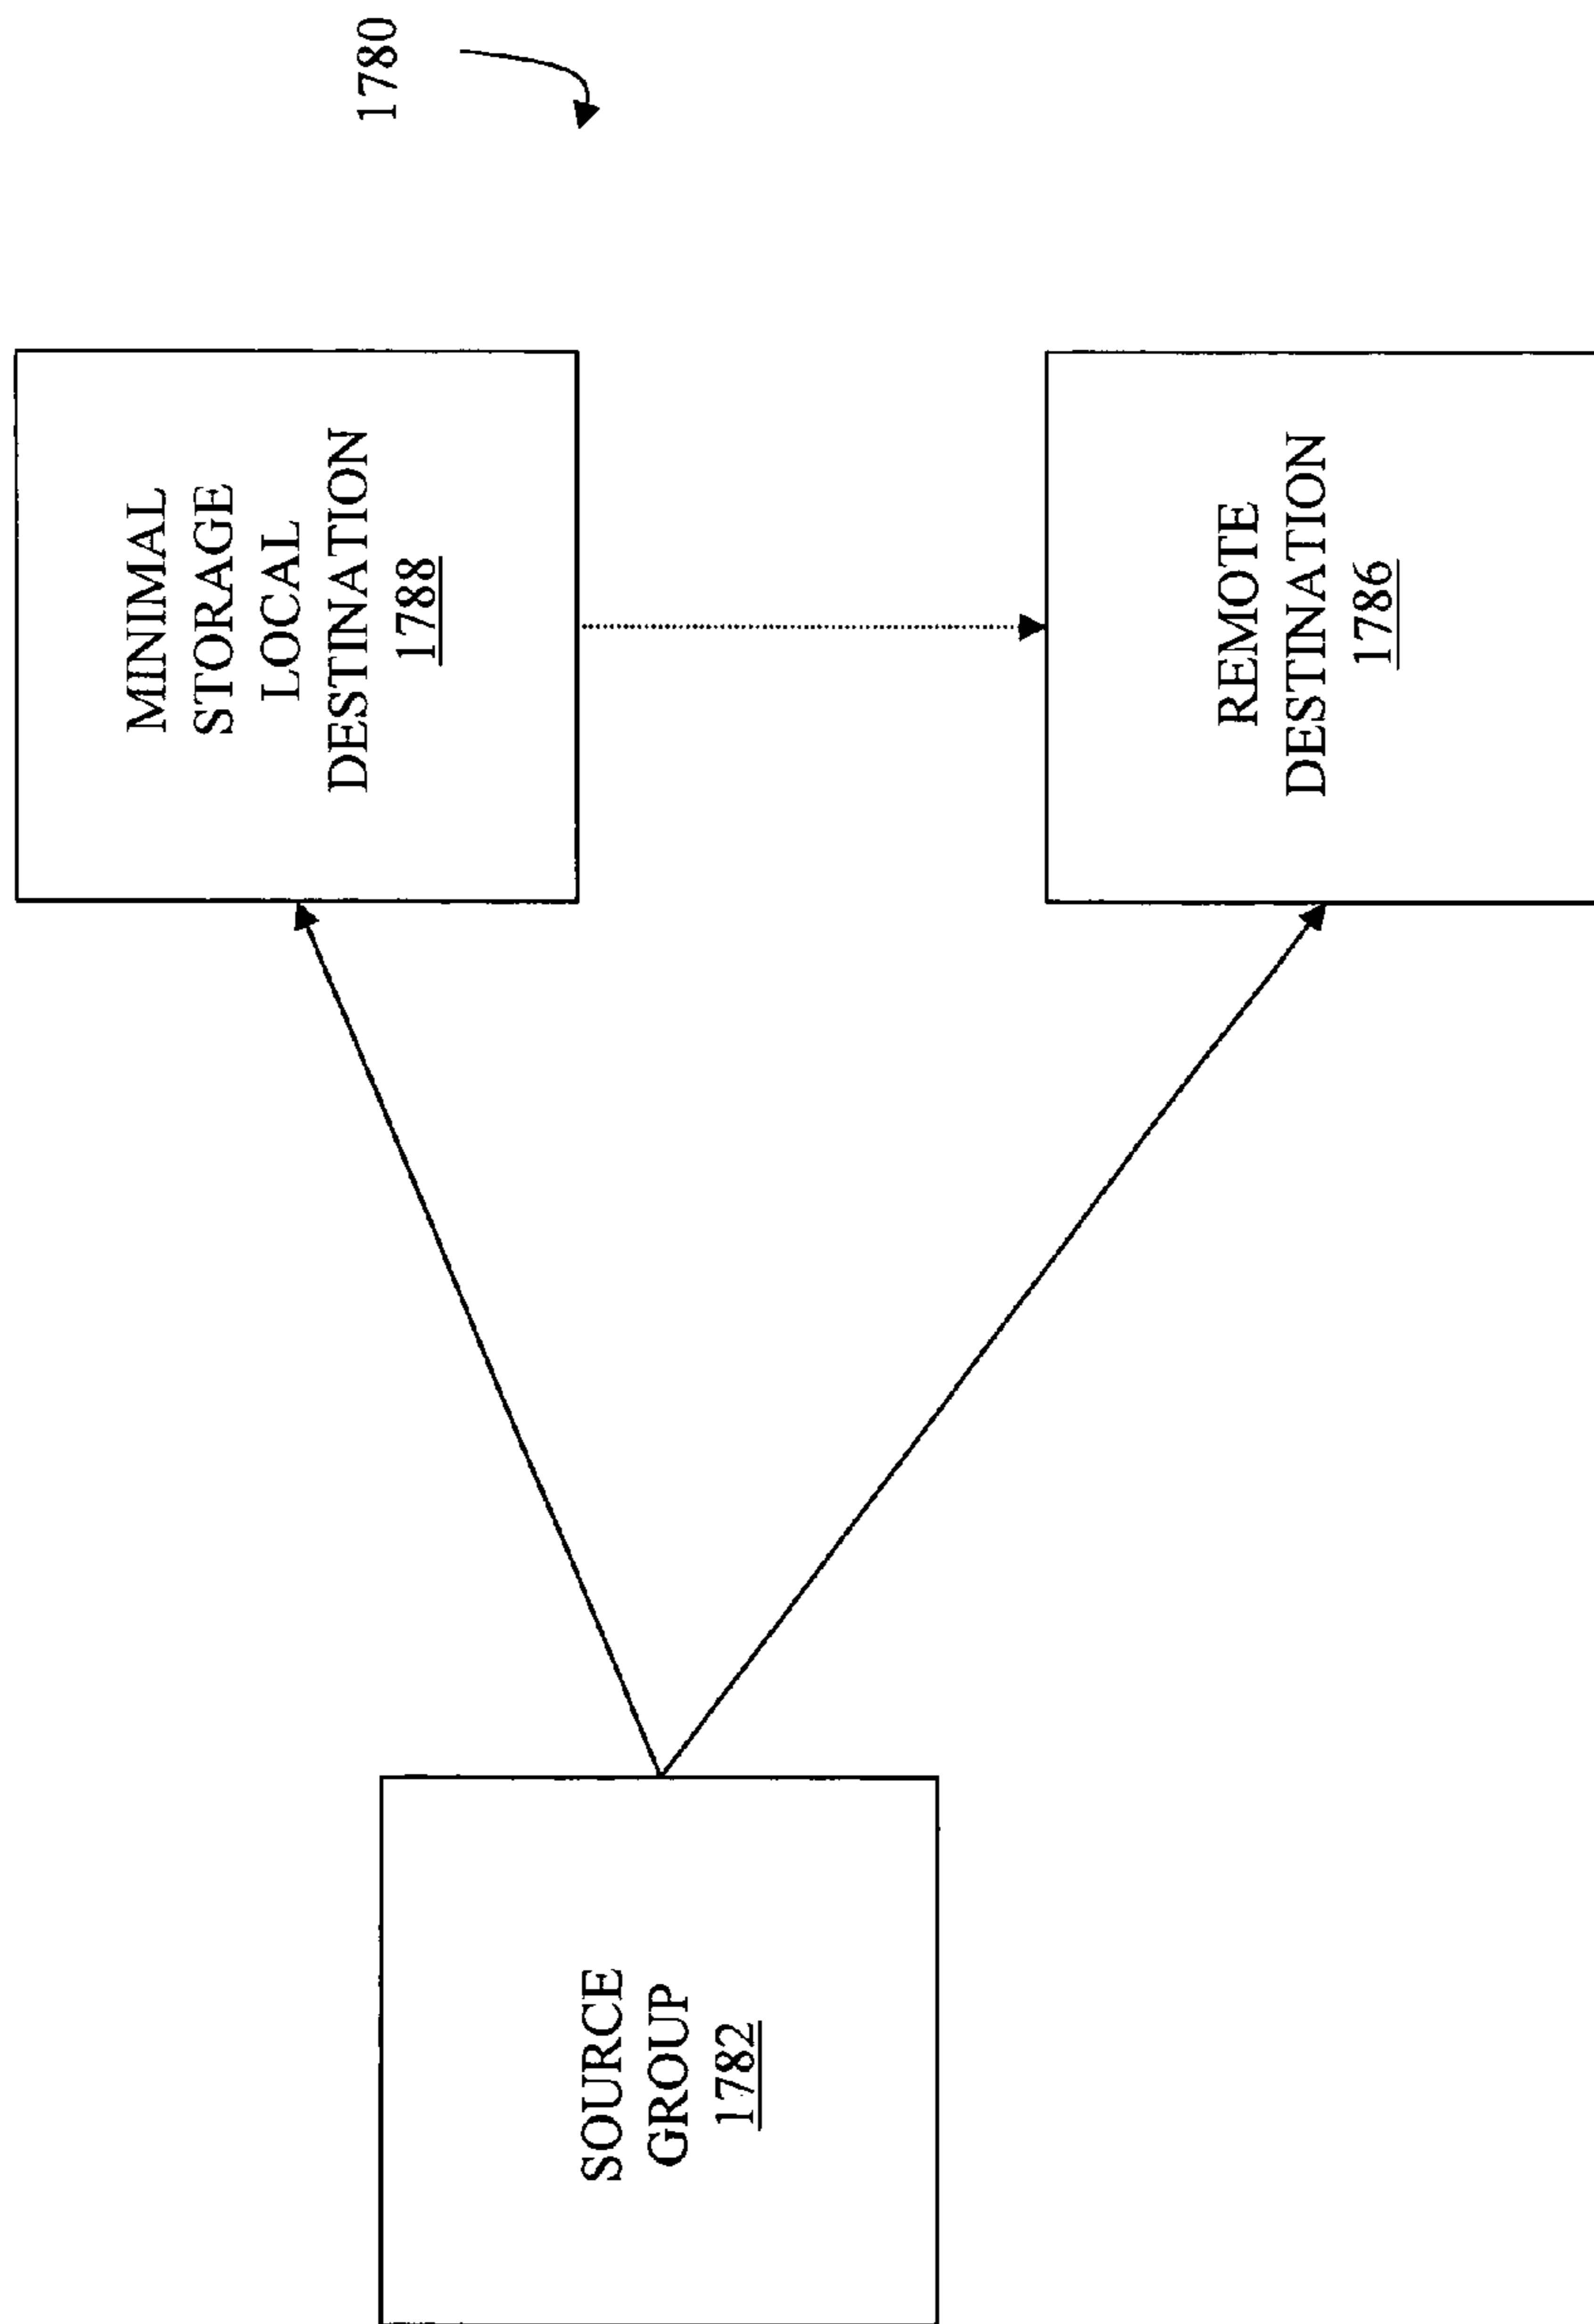 1780
MINIMAL
STORAGE
LOCAL
DESTINATION
1788
REMOTE
DESTINATION
1786
SOURCE
GROUP
1782